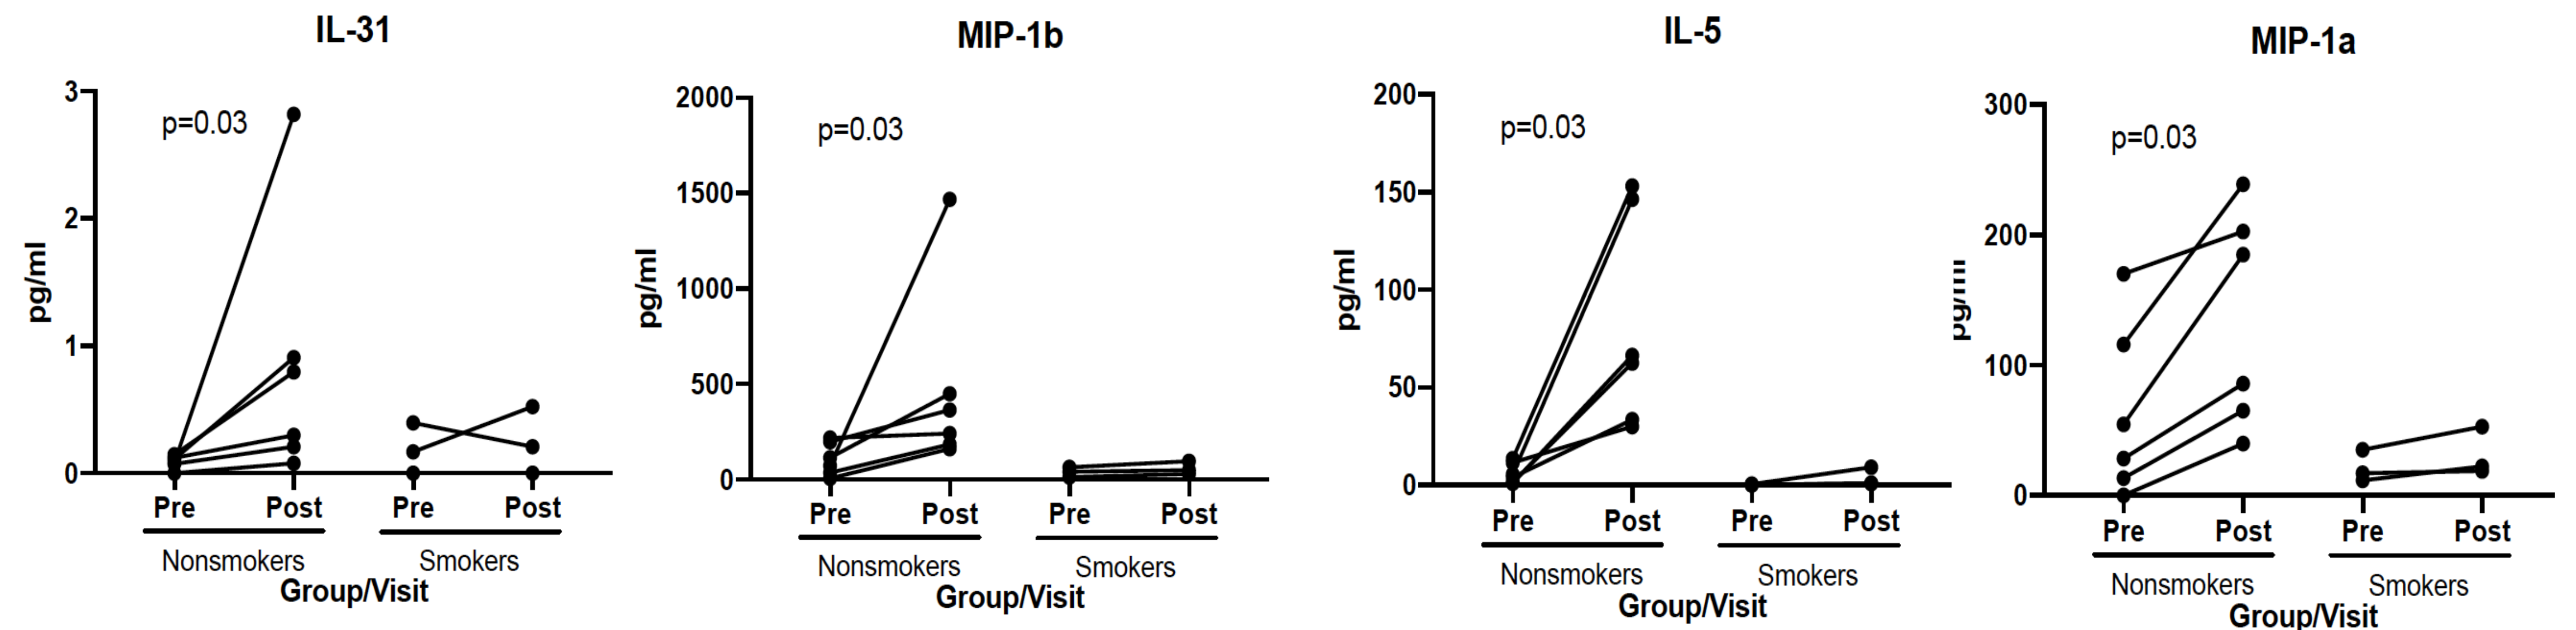 IL-31
3
2
1
0
pg/ml
p=0.03
Pre Post Pre Post
Nonsmokers Smokers
Group/Visit
MIP-1b
2000
1500
1000
500
0
pg/ml
p=0.03
Pre Post Pre Post
Nonsmokers Smokers
Group/Visit
IL-5
200
150
100
50
0
pg/ml
p=0.03
Pre Post Pre Post
Nonsmokers Smokers
Group/Visit
MIP-1a
300
200
100
0
pg/ml
p=0.03
Pre Post Pre Post
Nonsmokers Smokers
Group/Visit